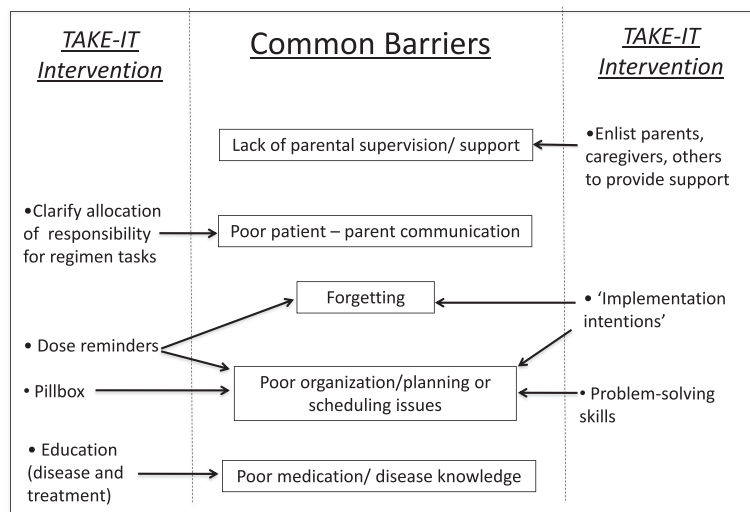 TAKE-IT
Intervention
Common Barriers
TAKE-IT
Intervention
Lack of parental supervision/ support
•Enlist parents,
caregivers, others
to provide support
•Clarify allocation
of responsibility
for regimen tasks
Poor patient – parent communication
Forgetting
• ‘Implementation
intentions’
• Dose reminders
• Pillbox
Poor organization/planning or
scheduling issues
• Problem-solving
skills
• Education
(disease and
treatment)
Poor medication/ disease knowledge